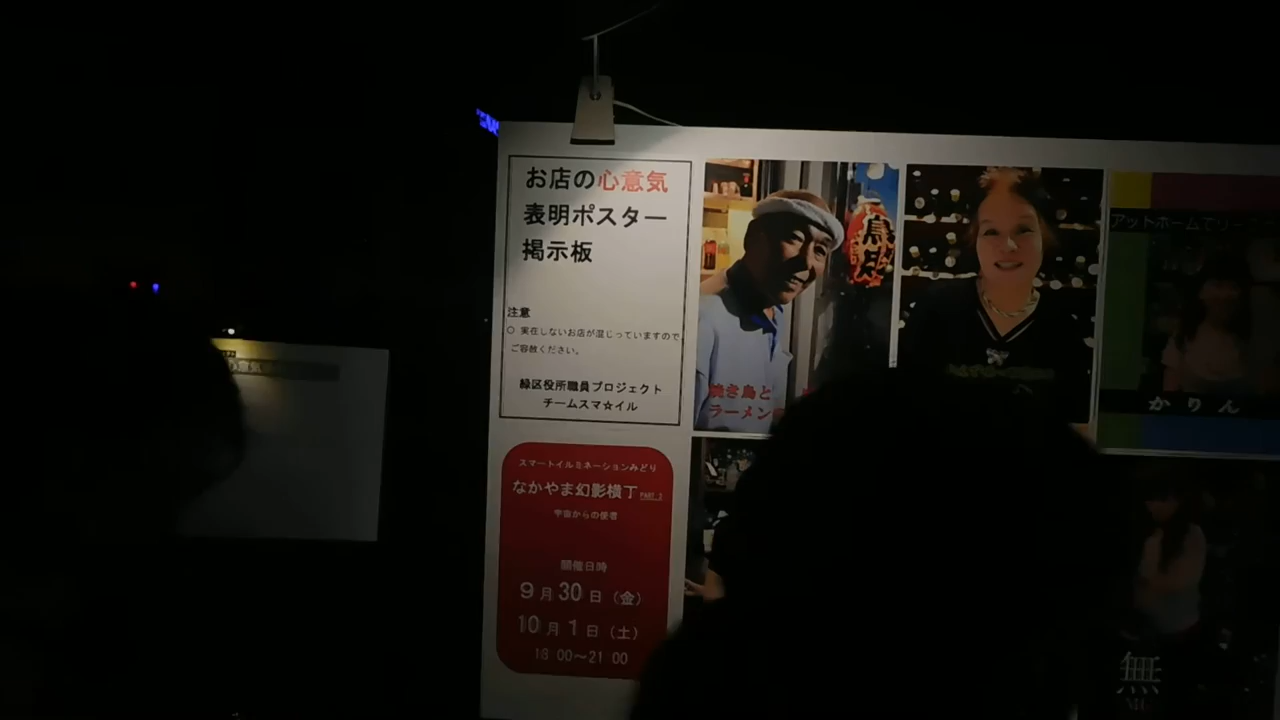 お店の心意気
表明ポスター
掲示板
注意
○ 実在しないお店が混じっていますので
ご容赦ください。
緑区役所職員プロジェクト
チームスマ☆イル
スマートイルミネーションみどり
なかやま幻影横丁 PART 3
宇宙からの使者
開催日時
9月30日（金）
10月1日（土）
18 00～21 00
焼き鳥と
ラーメン
アットホームでリー
かりん
無